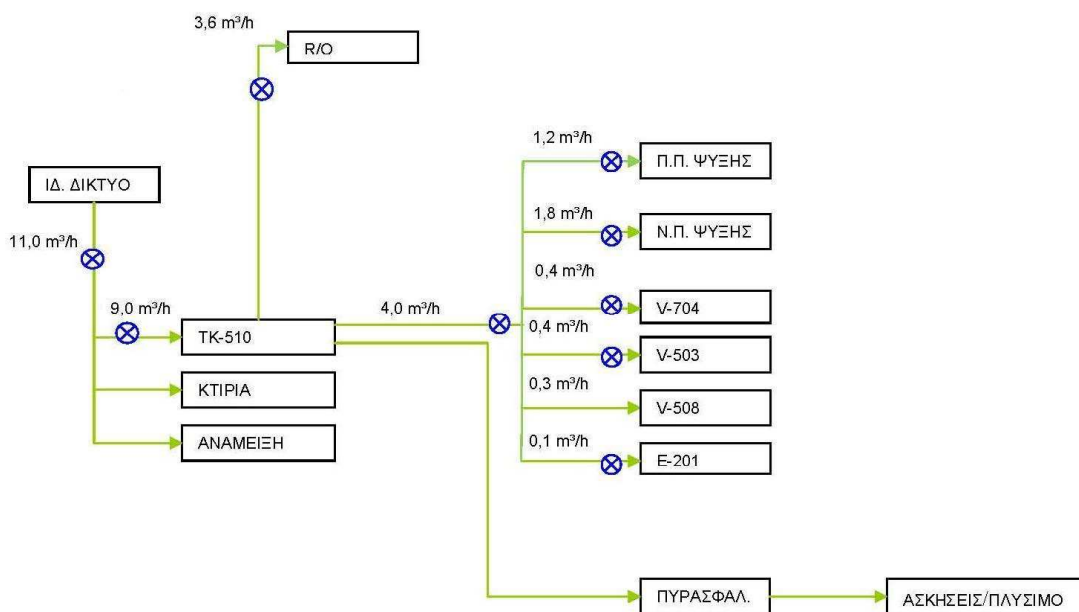 3,6 m³/h
R/O
1,2 m³/h
Π.Π. ΨΥΞΗΣ
ΙΔ. ΔΙΚΤΥΟ
1,8 m³/h
Ν.Π. ΨΥΞΗΣ
11,0 m³/h
0,4 m³/h
9,0 m³/h
4,0 m³/h
V-704
TK-510
0,4 m³/h
V-503
ΚΤΙΡΙΑ
0,3 m³/h
V-508
ΑΝΑΜΕΙΞΗ
0,1 m³/h
E-201
ΠΥΡΑΣΦΑΛ.
ΑΣΚΗΣΕΙΣ/ΠΛΥΣΙΜΟ